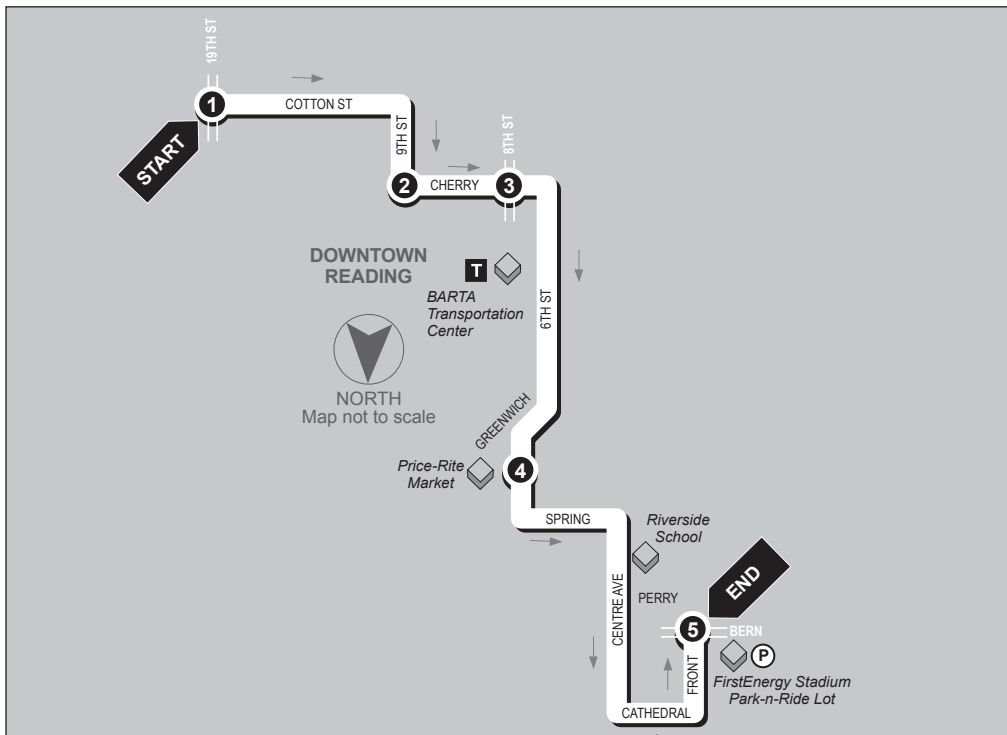 19TH ST
1
COTTON ST
START
9TH ST
8TH ST
2
CHERRY
3
DOWNTOWN
READING
T
BARTA
Transportation
Center
6TH ST
NORTH
Map not to scale
GREENWICH
4
Price-Rite
Market
SPRING
Riverside
School
CENTRE AVE
PERRY
END
5
BERN
P
FRONT
FirstEnergy Stadium
Park-n-Ride Lot
CATHEDRAL